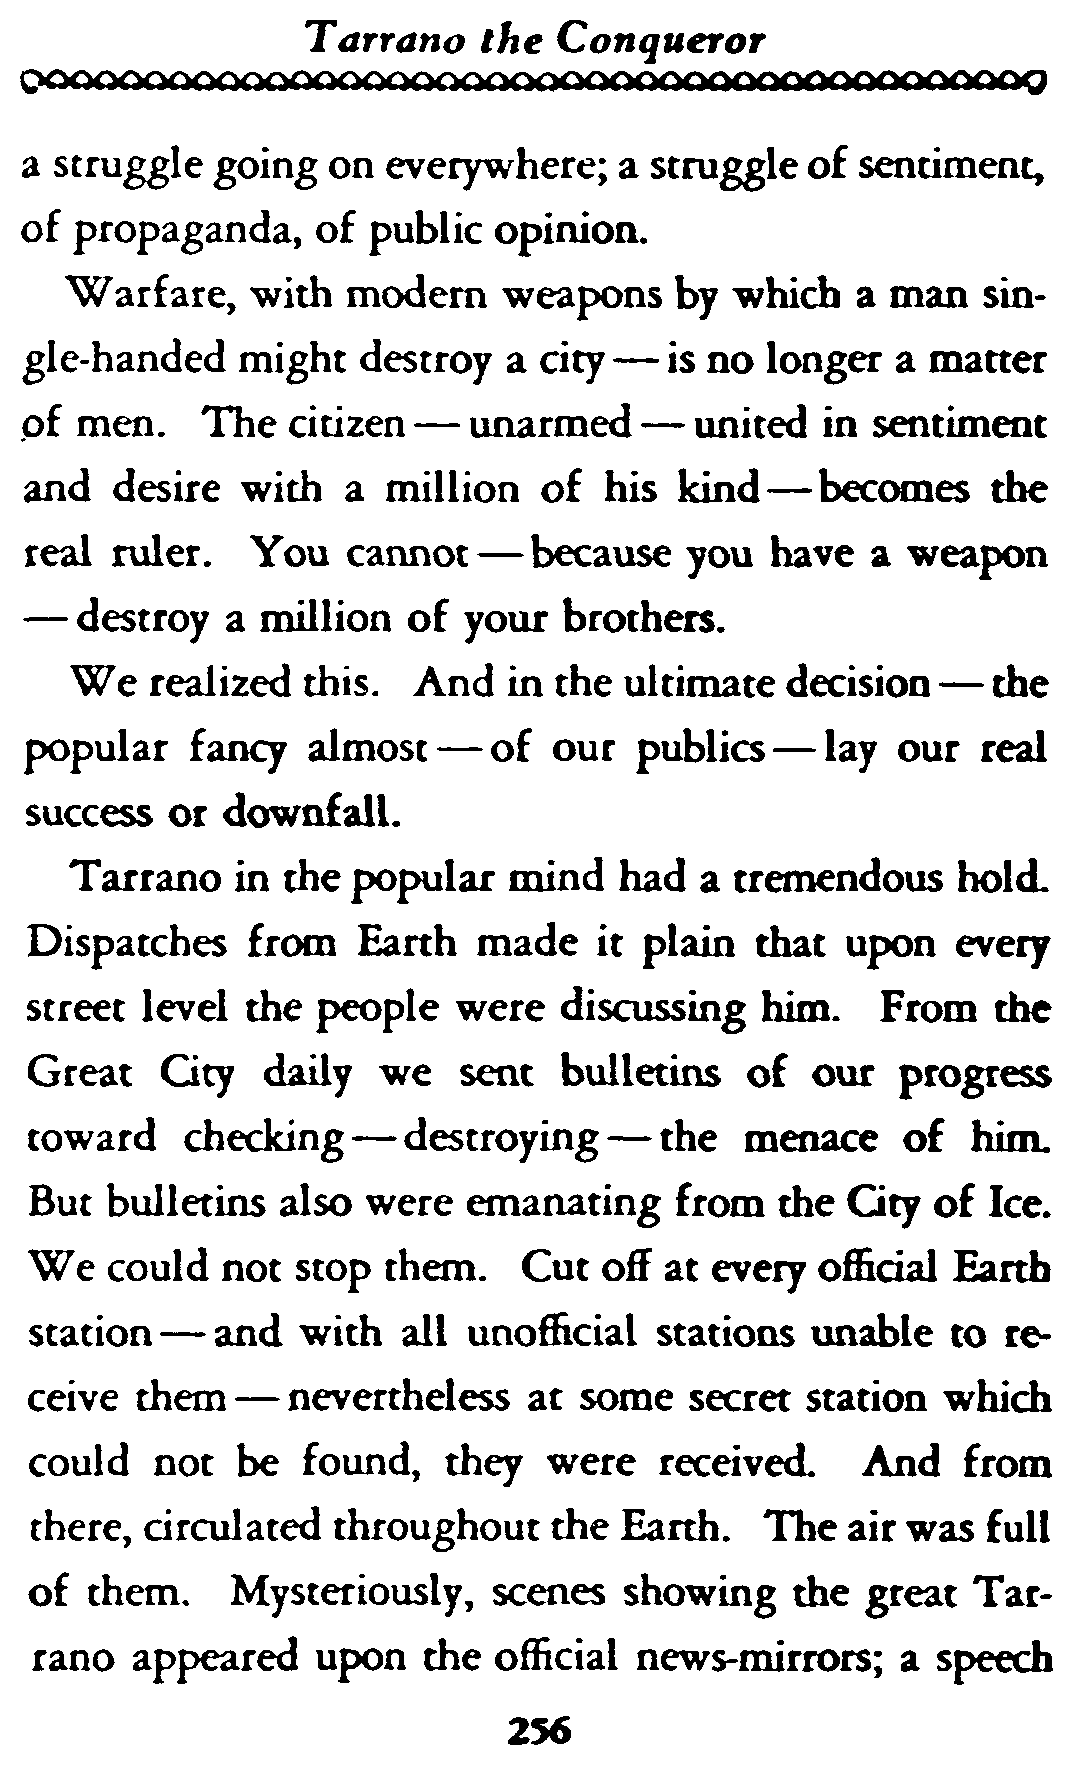 Tarrano the Conqueror
a struggle going on everywhere; a struggle of sentiment,
of propaganda, of public opinion.
Warfare, with modern weapons by which a man sin-
gle-handed might destroy a city — is no longer a matter
of men. The citizen — unarmed — united in sentiment
and desire with a million of his kind — becomes the
real ruler. You cannot — because you have a weapon
— destroy a million of your brothers.
We realized this. And in the ultimate decision — the
popular fancy almost — of our publics — lay our real
success or downfall.
Tarrano in the popular mind had a tremendous hold.
Dispatches from Earth made it plain that upon every
street level the people were discussing him. From the
Great City daily we sent bulletins of our progress
toward checking — destroying — the menace of him.
But bulletins also were emanating from the City of Ice.
We could not stop them. Cut off at every official Earth
station — and with all unofficial stations unable to re-
ceive them — nevertheless at some secret station which
could not be found, they were received. And from
there, circulated throughout the Earth. The air was full
of them. Mysteriously, scenes showing the great Tar-
rano appeared upon the official news-mirrors; a speech
256